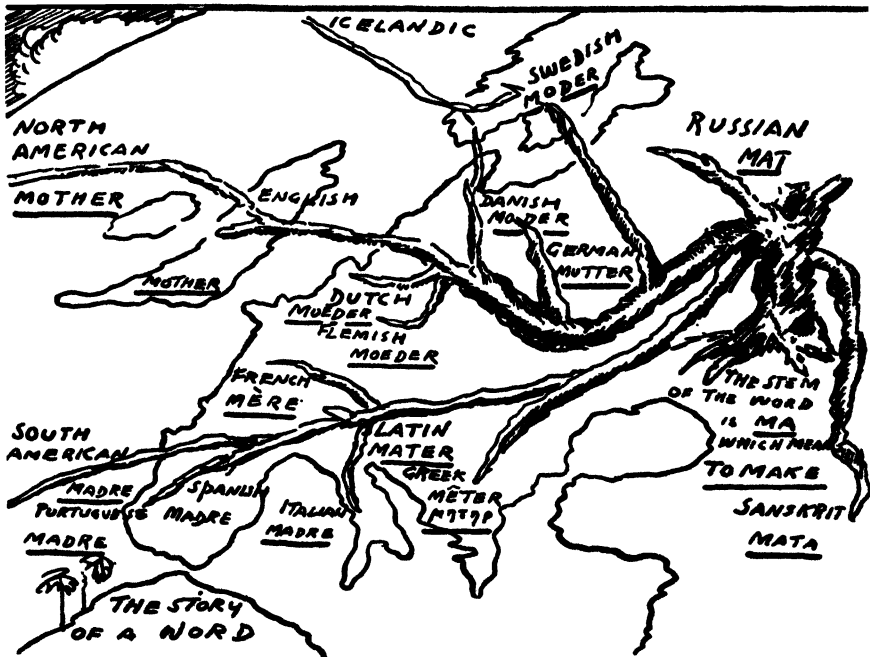 ICELANDIC
SWEDISH
MODER
RUSSIAN
MAT
NORTH
AMERICAN
MOTHER
ENGLISH
MOTHER
DANISH
MODER
GERMAN
MUTTER
DUTCH
MOEDER
FLEMISH
MOEDER
FRENCH
MÈRE
THE STEM
OF THE WORD
IS MA
WHICH MEANS
TO MAKE
SOUTH
AMERICAN
MADRE
PORTUGUESE
MADRE
SPANISH
MADRE
ITALIAN
MADRE
LATIN
MATER
GREEK
MÊTER
SANSKRIT
MATA
THE STORY
OF A WORD